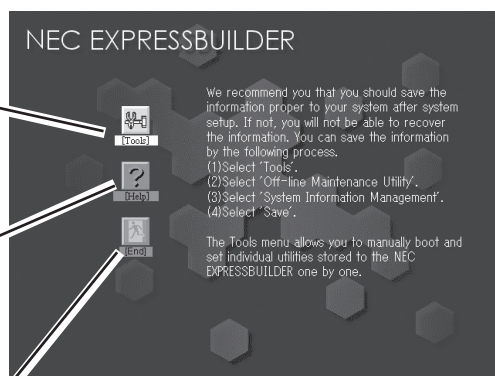 NEC EXPRESSBUILDER
We recommend you that you should save the
information proper to your system after system
setup. If not, you will not be able to recover
the information. You can save the information
by the following process.
(1)Select 'Tools'.
(2)Select 'Off-line Maintenance Utility'.
(3)Select 'System Information Management'.
(4)Select 'Save'.
The Tools menu allows you to manually boot and
set individual utilities stored to the NEC
EXPRESSBUILDER one by one.
[Tools]
[Help]
[End]